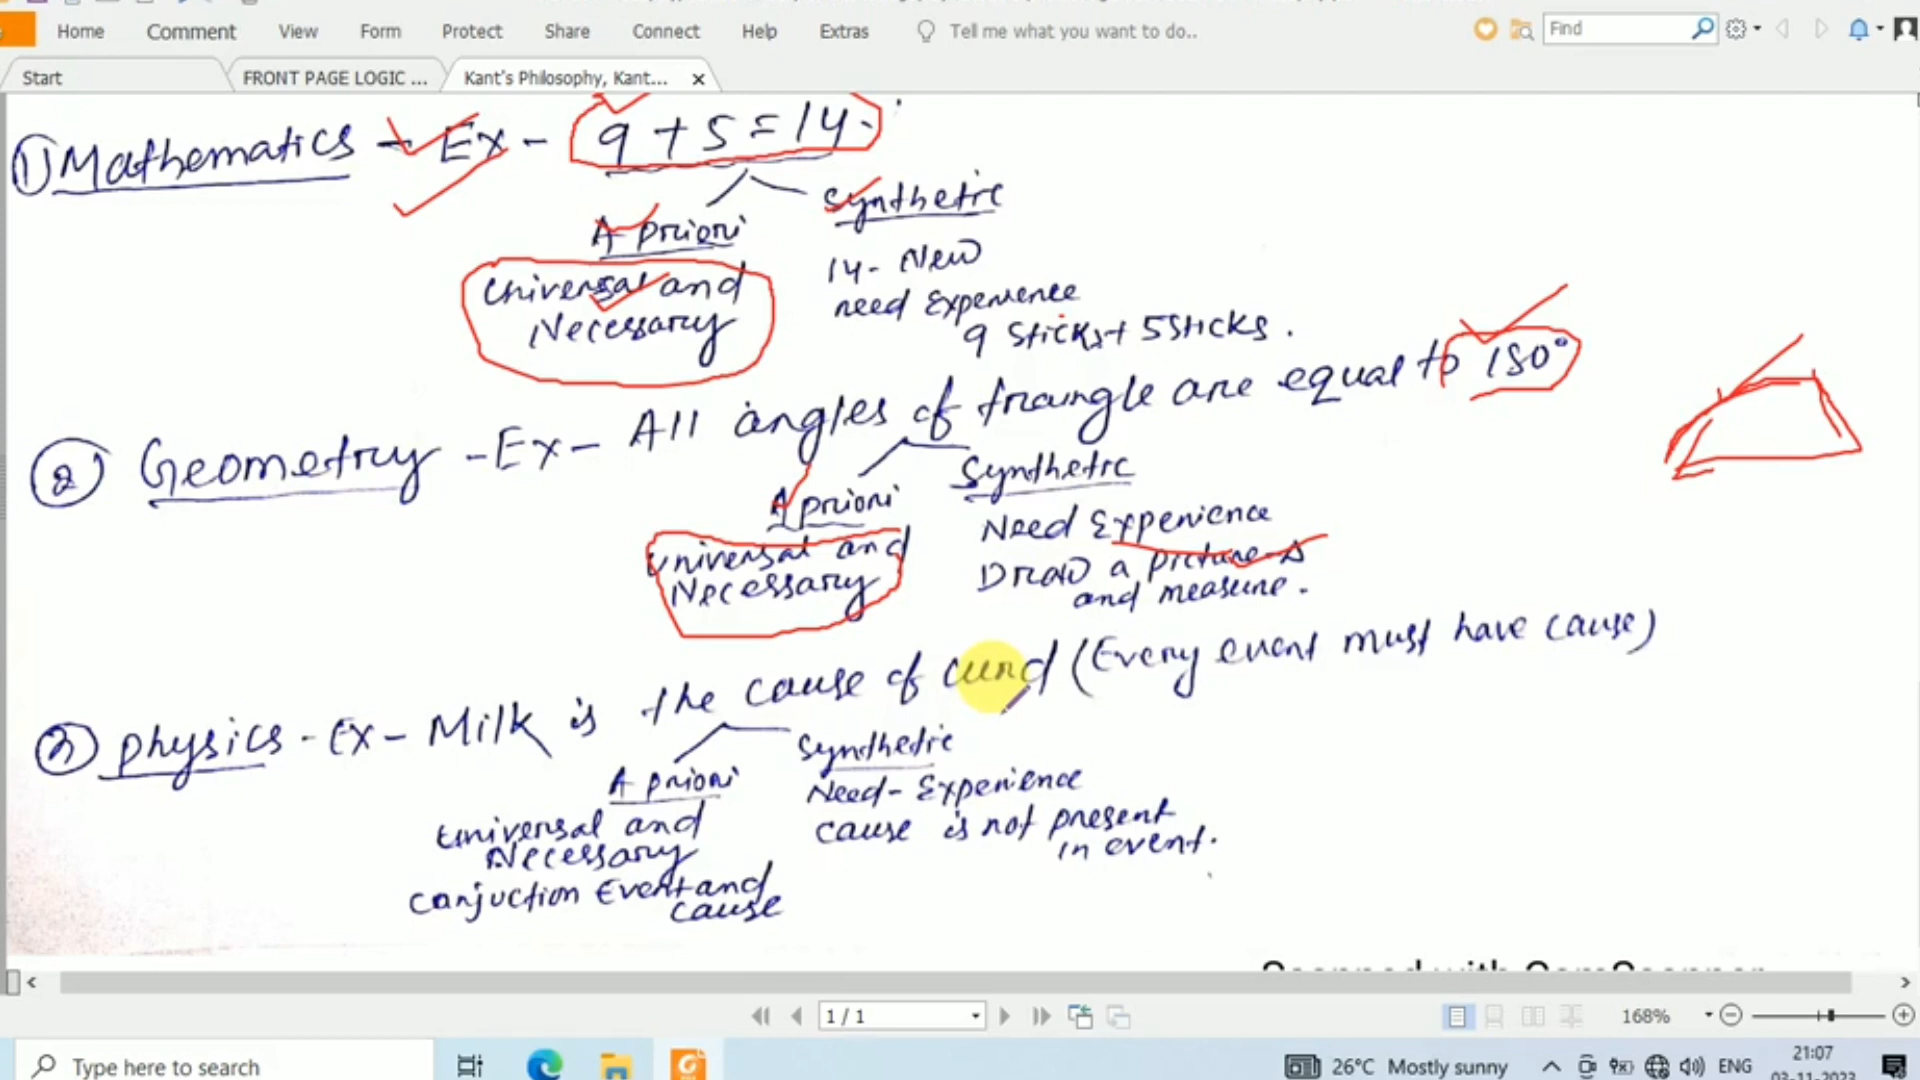 Home Comment View Form Protect Share Connect Help Extras Tell me what you want to do.. Find
Start FRONT PAGE LOGIC ... Kant's Philosophy, Kant... ×
1) Mathematics - Ex - 9 + 5 = 14.
A priori Synthetic
Universal and Necessary
14 - New
need Experience
9 Sticks + 5 Sticks.
2) Geometry - Ex - All angles of triangle are equal to 180°
A priori Synthetic
Universal and
Necessary
Need Experience
Draw a picture - Δ
and measure.
3) physics - Ex - Milk is the cause of curd (Every event must have cause)
A priori Synthetic
Universal and
Necessary
Conjuction Event and
cause
Need - Experience
cause is not present
in event.
1 / 1 168%
Type here to search 26°C Mostly sunny ENG 21:07
03-11-2023